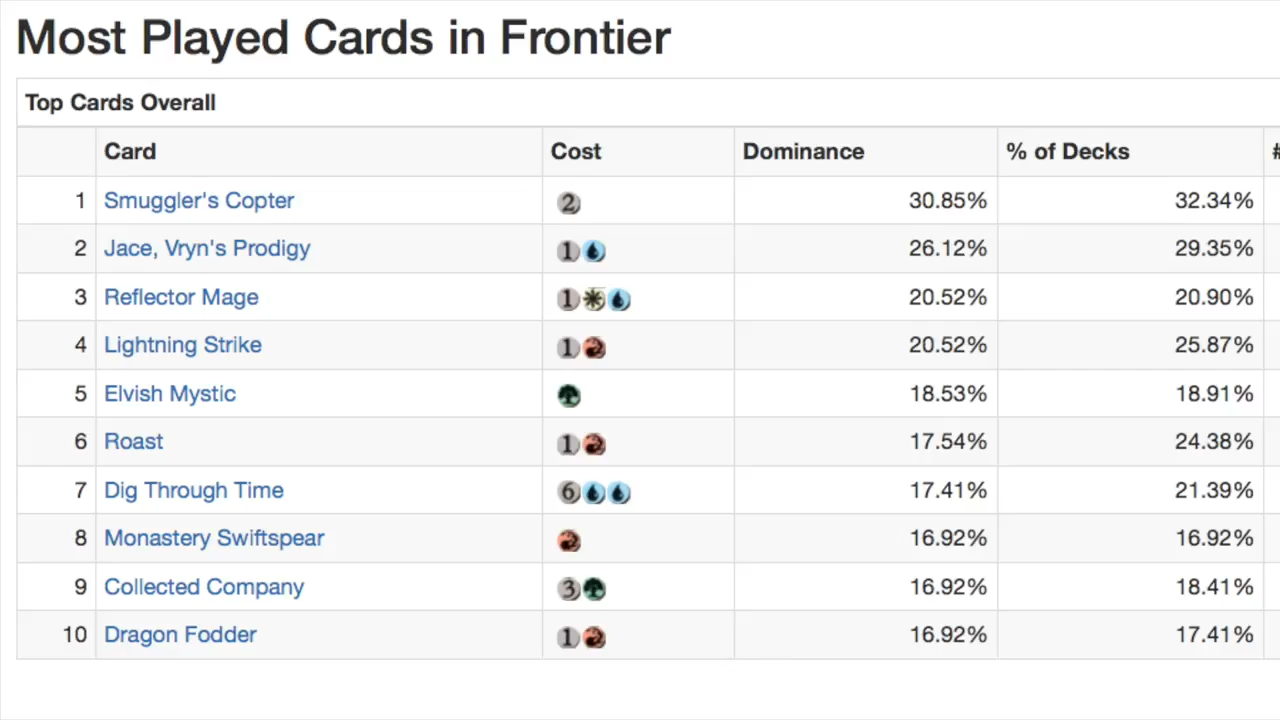 Most Played Cards in Frontier
Top Cards Overall
Card Cost Dominance % of Decks #
1 Smuggler's Copter 2 30.85% 32.34%
2 Jace, Vryn's Prodigy 1 26.12% 29.35%
3 Reflector Mage 1 20.52% 20.90%
4 Lightning Strike 1 20.52% 25.87%
5 Elvish Mystic 18.53% 18.91%
6 Roast 1 17.54% 24.38%
7 Dig Through Time 6 17.41% 21.39%
8 Monastery Swiftspear 16.92% 16.92%
9 Collected Company 3 16.92% 18.41%
10 Dragon Fodder 1 16.92% 17.41%